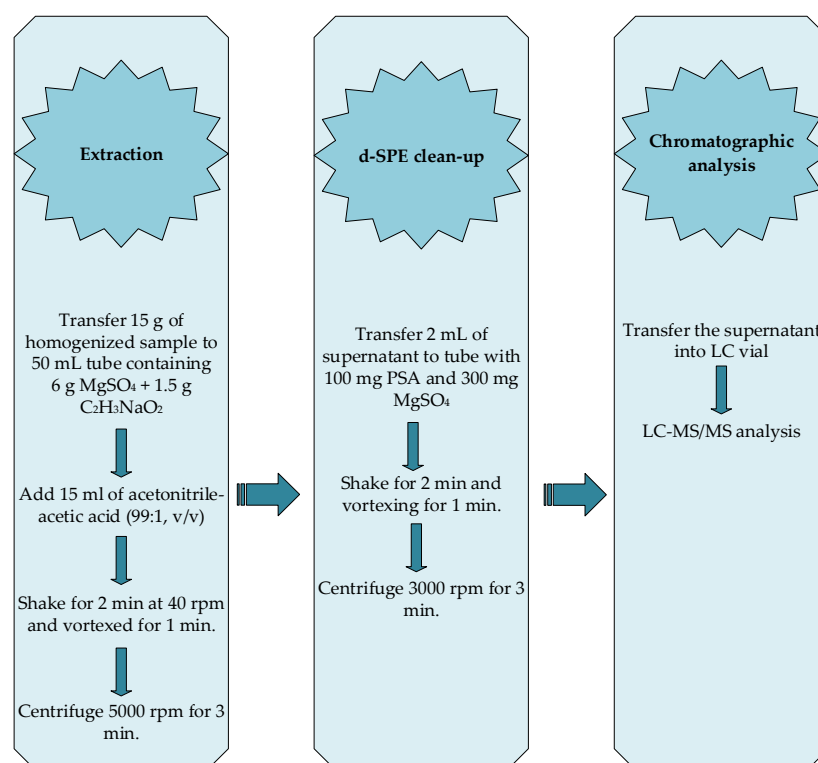 Extraction
Transfer 15 g of
homogenized sample to
50 mL tube containing
6 g MgSO₄ + 1.5 g
C₂H₃NaO₂
Add 15 ml of acetonitrile-
acetic acid (99:1, v/v)
Shake for 2 min at 40 rpm
and vortexed for 1 min.
Centrifuge 5000 rpm for 3
min.
d-SPE clean-up
Transfer 2 mL of
supernatant to tube with
100 mg PSA and 300 mg
MgSO₄
Shake for 2 min and
vortexing for 1 min.
Centrifuge 3000 rpm for 3
min.
Chromatographic
analysis
Transfer the supernatant
into LC vial
LC-MS/MS analysis